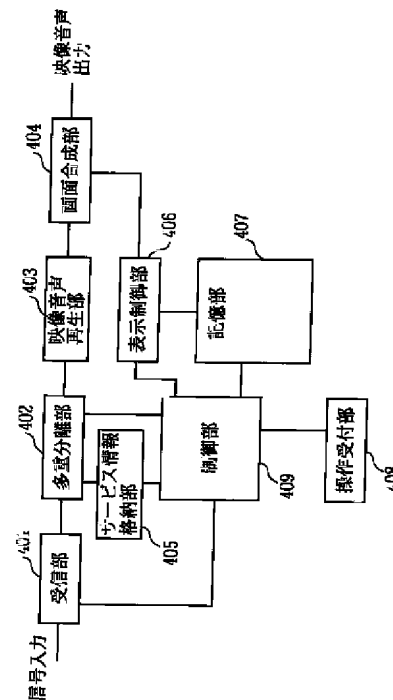 信号入力
401
受信部
402
多重分離部
403
映像音声
再生部
404
画面合成部
映像音声
出力
サービス情報
格納部
405
表示制御部
406
制御部
409
記憶部
407
操作受付部
408